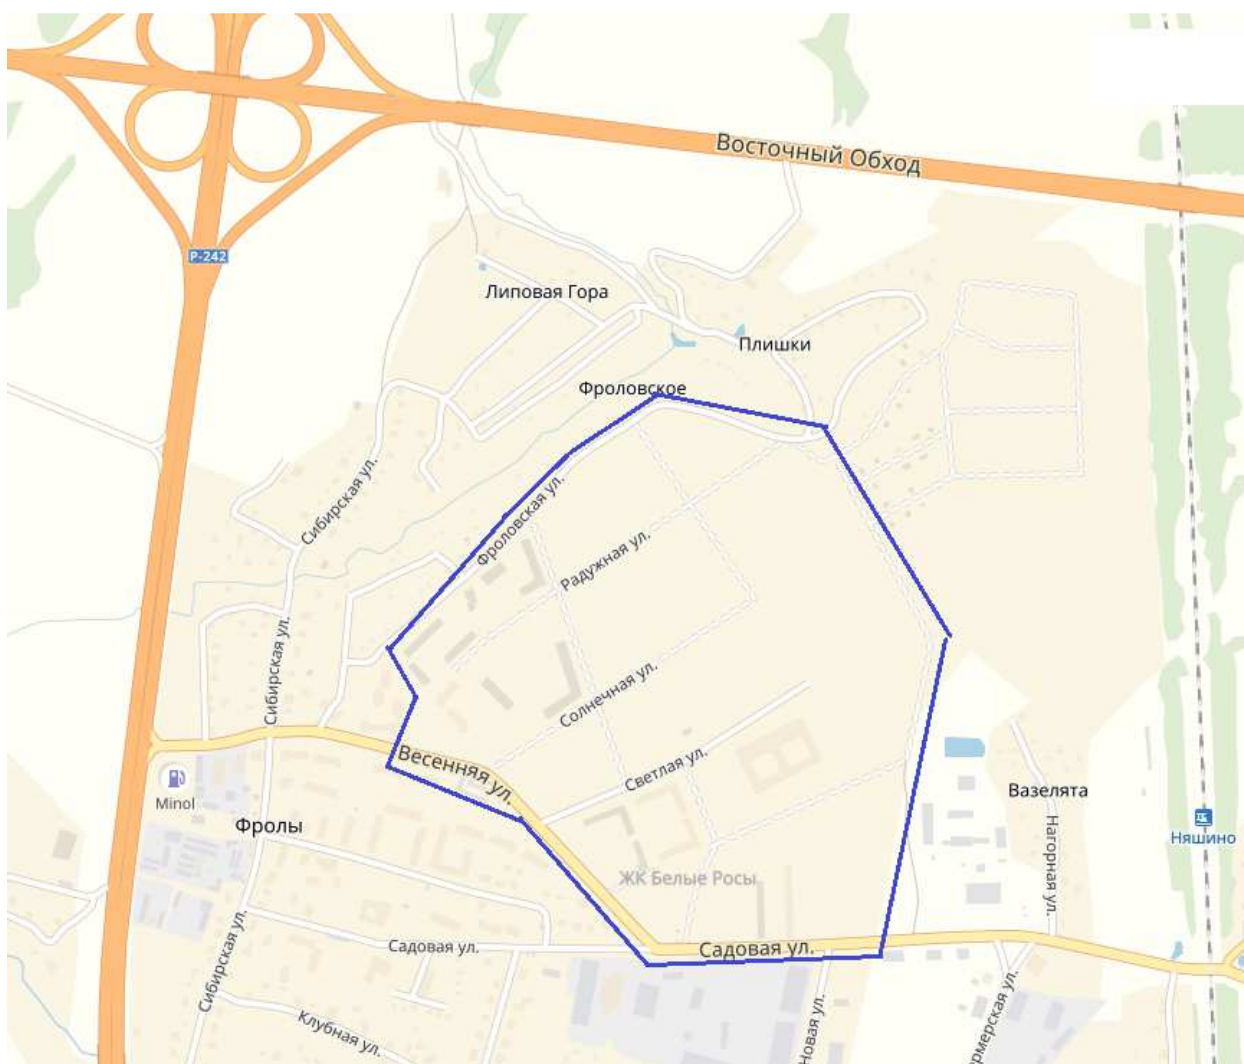 Восточный Обход
Р-242
Липовая Гора
Плишки
Фроловское
Сибирская ул.
Фроловская ул.
Радужная ул.
Сибирская ул.
Солнечная ул.
Весенняя ул.
Светлая ул.
Minol
Вазелята
Фролы
Няшино
Нагорная ул.
ЖК Белые Росы
Садовая ул.
Садовая ул.
Сибирская ул.
Клубная ул.
Новая ул.